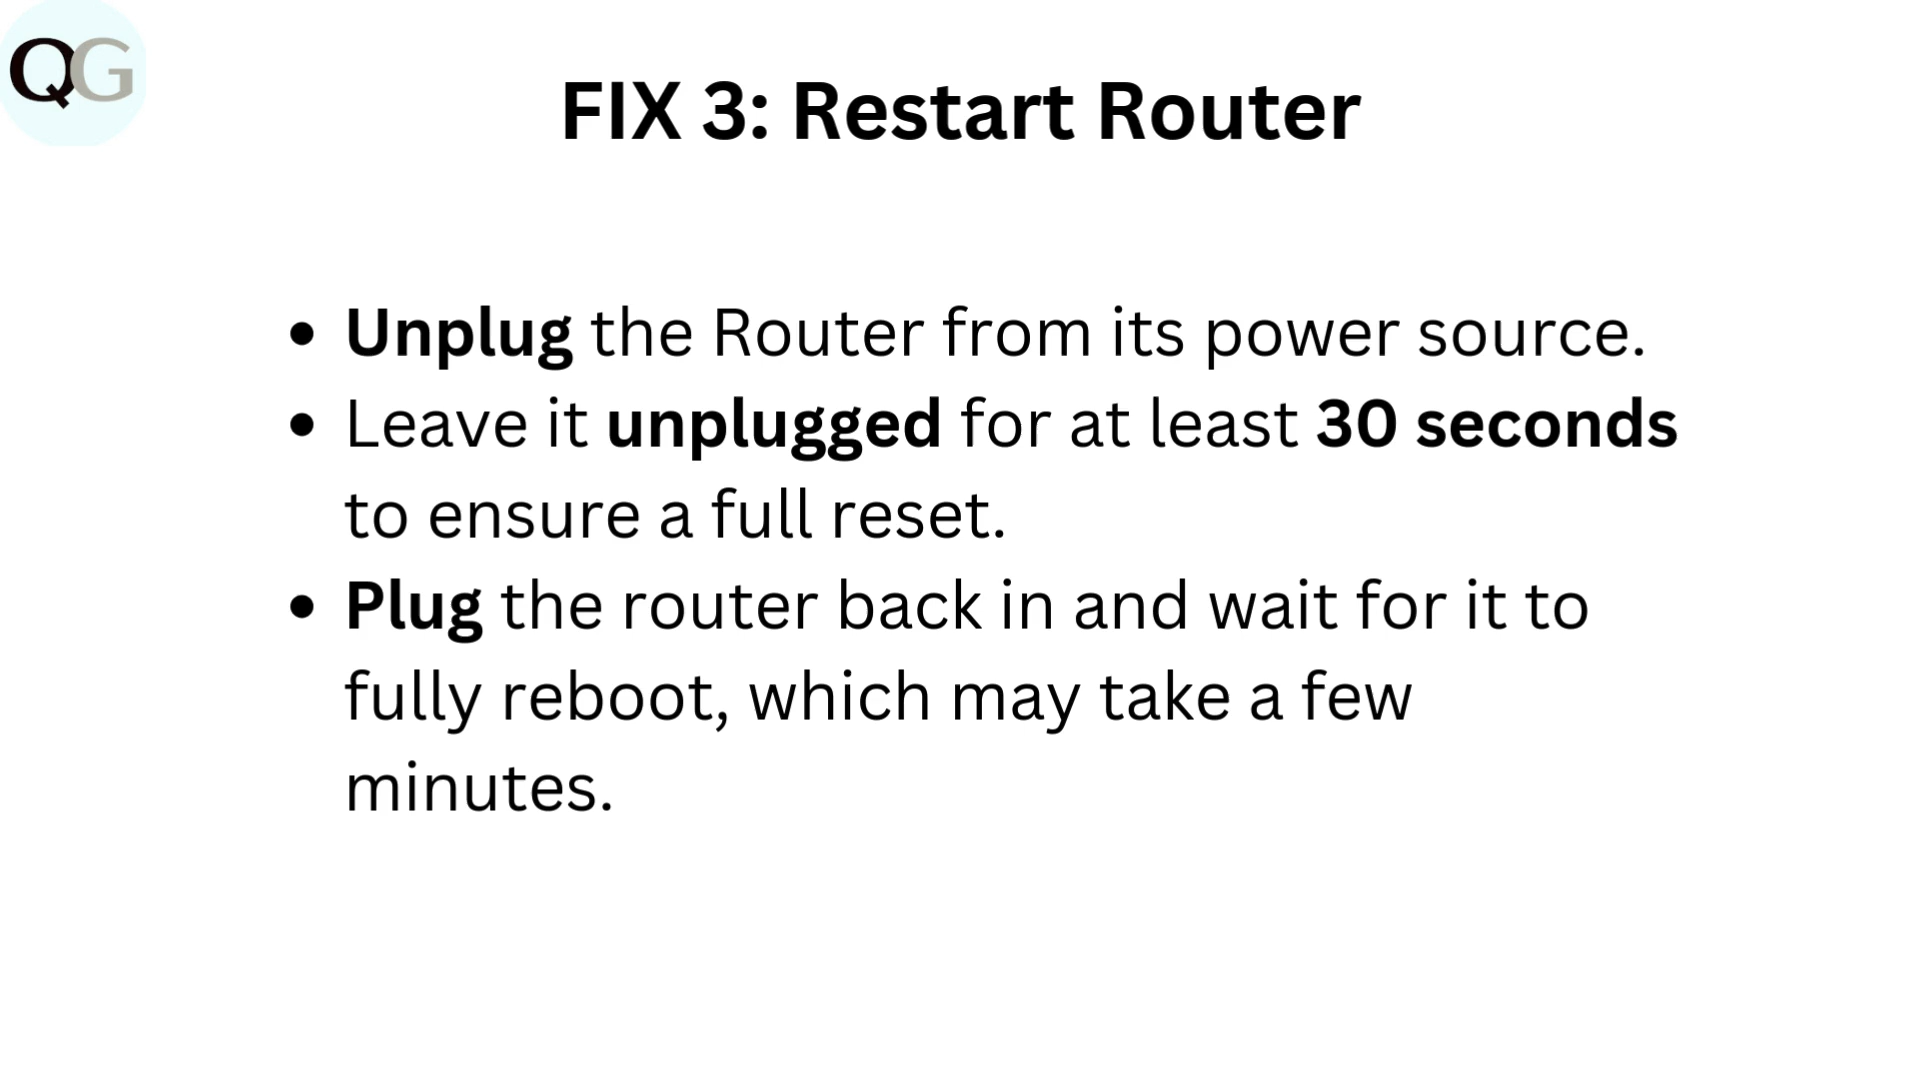 QG
FIX 3: Restart Router
• Unplug the Router from its power source.
• Leave it unplugged for at least 30 seconds
to ensure a full reset.
• Plug the router back in and wait for it to
fully reboot, which may take a few
minutes.